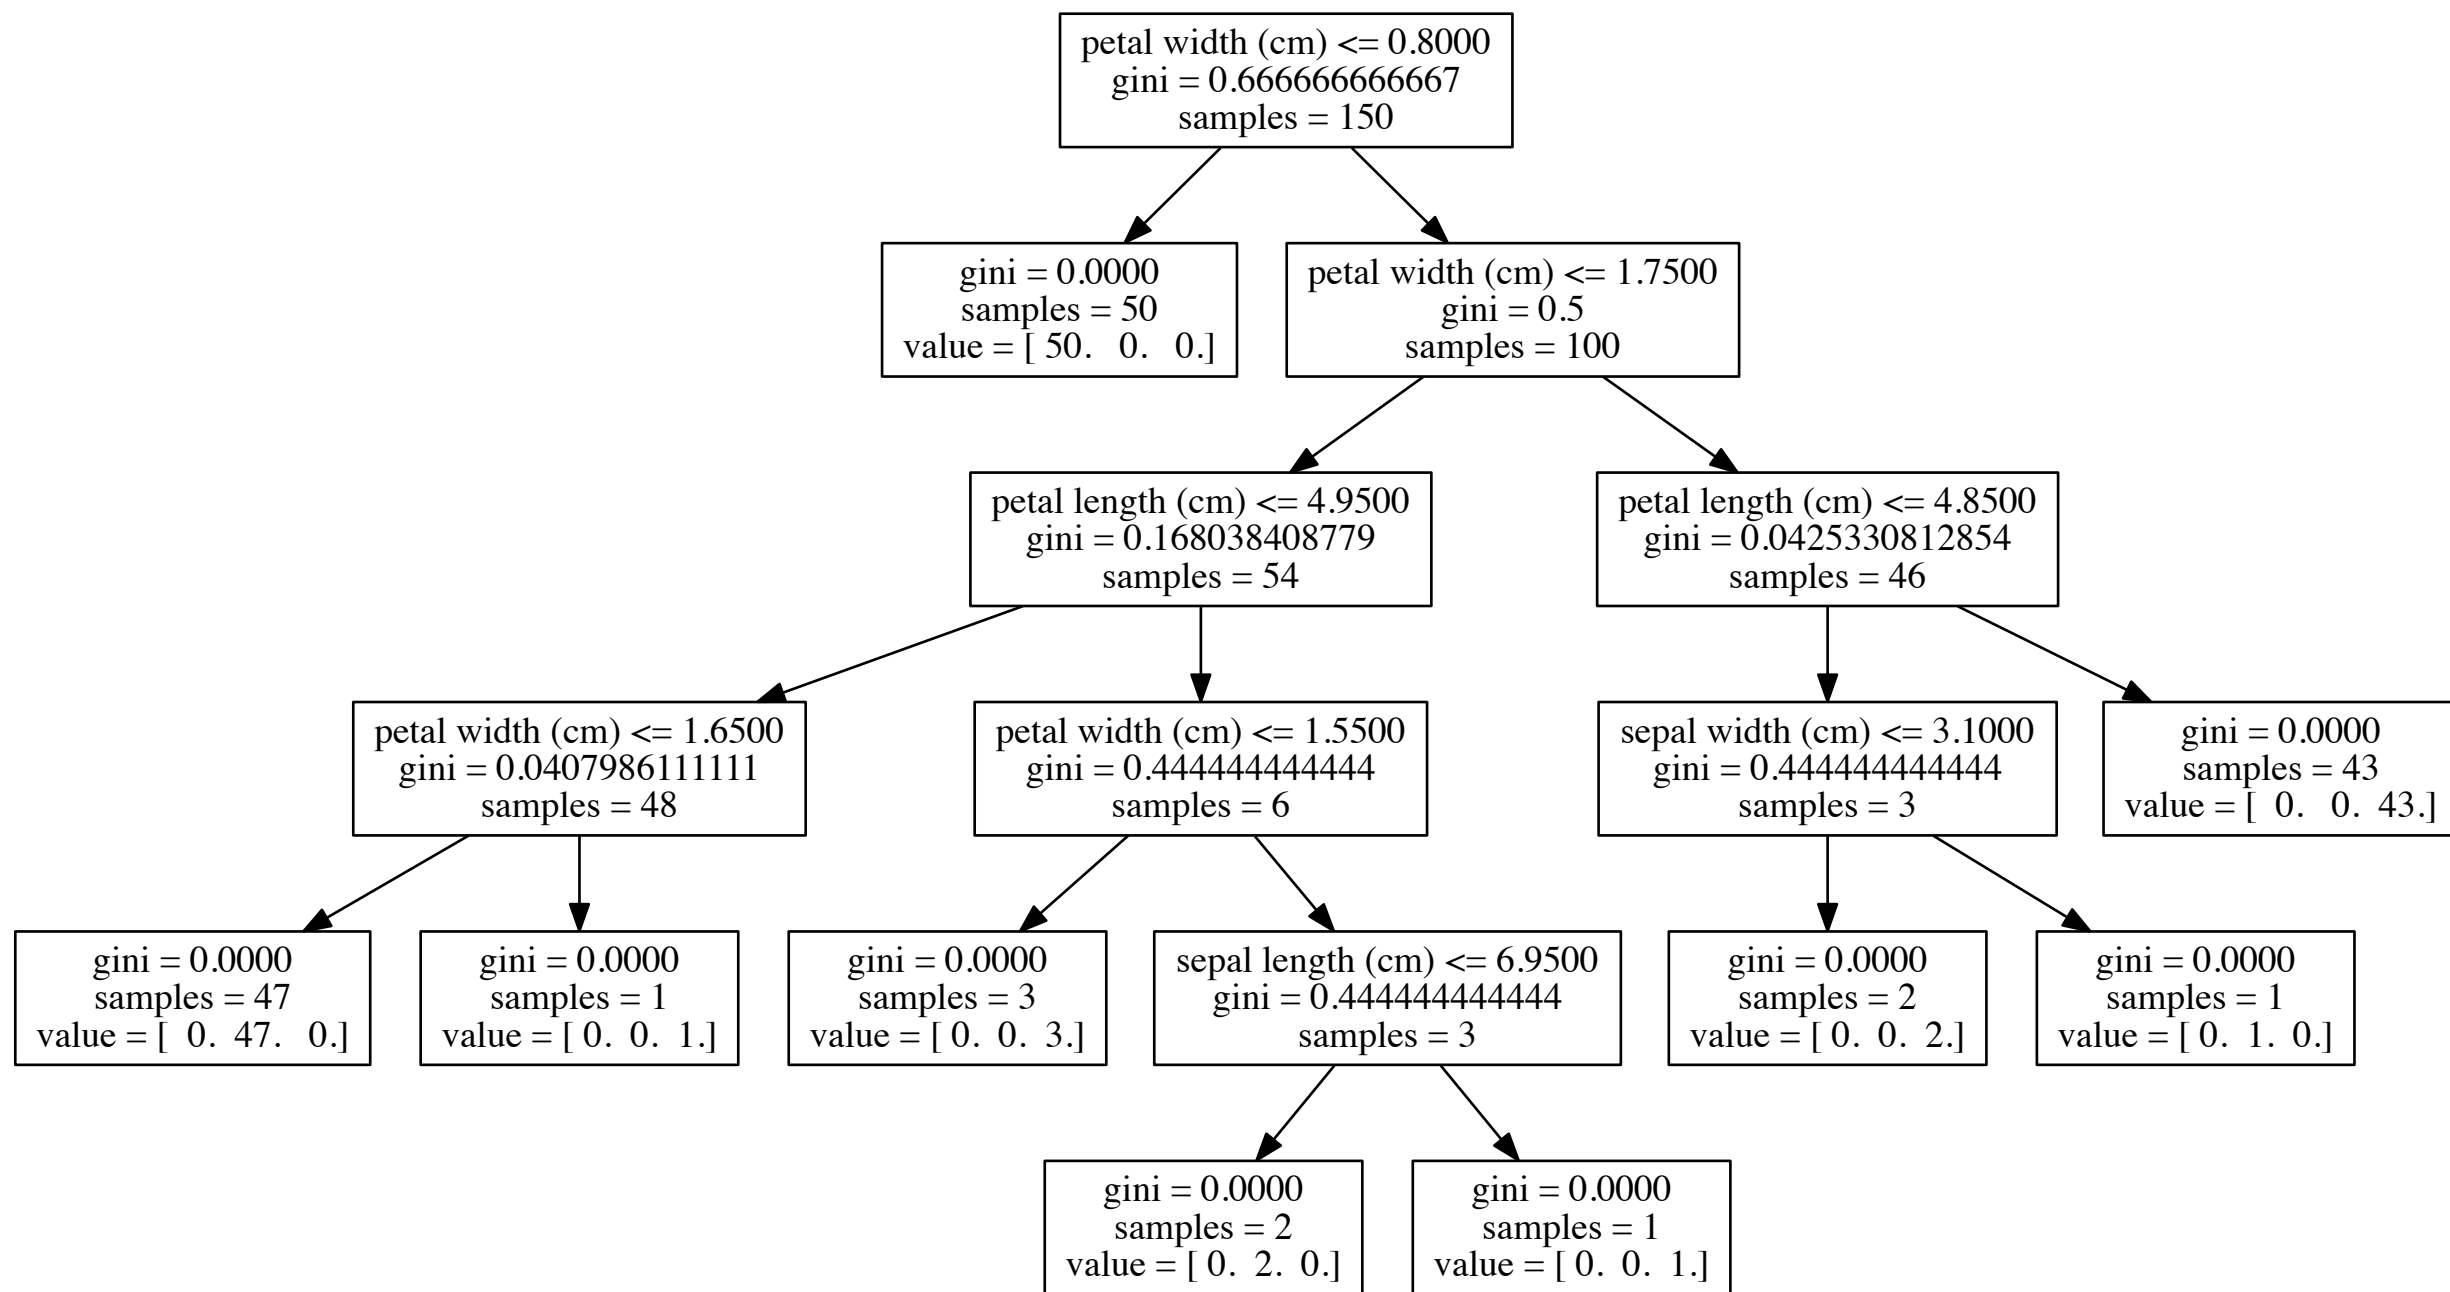 petal width (cm) <= 0.8000
gini = 0.666666666667
samples = 150
gini = 0.0000
samples = 50
value = [ 50.   0.   0.]
petal width (cm) <= 1.7500
gini = 0.5
samples = 100
petal length (cm) <= 4.9500
gini = 0.168038408779
samples = 54
petal length (cm) <= 4.8500
gini = 0.0425330812854
samples = 46
petal width (cm) <= 1.6500
gini = 0.0407986111111
samples = 48
petal width (cm) <= 1.5500
gini = 0.444444444444
samples = 6
sepal width (cm) <= 3.1000
gini = 0.444444444444
samples = 3
gini = 0.0000
samples = 43
value = [  0.   0.  43.]
gini = 0.0000
samples = 47
value = [  0.  47.   0.]
gini = 0.0000
samples = 1
value = [ 0.  0.  1.]
gini = 0.0000
samples = 3
value = [ 0.  0.  3.]
sepal length (cm) <= 6.9500
gini = 0.444444444444
samples = 3
gini = 0.0000
samples = 2
value = [ 0.  0.  2.]
gini = 0.0000
samples = 1
value = [ 0.  1.  0.]
gini = 0.0000
samples = 2
value = [ 0.  2.  0.]
gini = 0.0000
samples = 1
value = [ 0.  0.  1.]